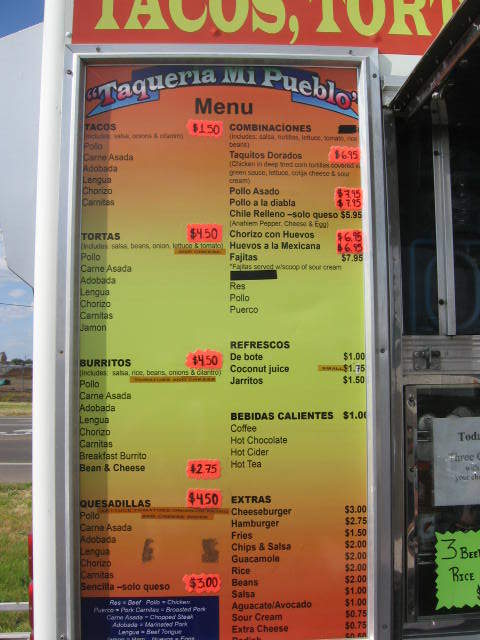 TACOS, TORT
"Taqueria Mi Pueblo"
Menu
TACOS $1.50
(Includes: salsa, onions & cilantro)
Pollo
Carne Asada
Adobada
Lengua
Chorizo
Carnitas
TORTAS $4.50
(Includes: salsa, beans, onion, lettuce & tomato)
Pollo
Carne Asada
Adobada
Lengua
Chorizo
Carnitas
Jamon
BURRITOS $4.50
(Includes: salsa, rice, beans, onions & cilantro)
Pollo
Carne Asada
Adobada
Lengua
Chorizo
Carnitas
Breakfast Burrito
Bean & Cheese $2.75
QUESADILLAS $4.50
Pollo
Carne Asada
Adobada
Lengua
Chorizo
Carnitas
Sencilla –solo queso $3.00
Res = Beef Pollo = Chicken
Puerco = Pork Carnitas = Broasted Pork
Carne Asada = Chopped Steak
Adobada = Marinated Pork
Lengua = Beef Tongue
COMBINACIONES
(Includes: salsa, tortillas, lettuce, tomato, rice
beans)
Taquitos Dorados $6.95
(Chicken in deep fried corn tortillas covered w/
green sauce, lettuce, cotija cheese & sour
cream)
Pollo Asado $7.95
Pollo a la diabla $7.95
Chile Relleno –solo queso $5.95
(Anahiem Pepper, Cheese & Egg)
Chorizo con Huevos $6.95
Huevos a la Mexicana $6.95
Fajitas $7.95
*Fajitas served w/scoop of sour cream
Res
Pollo
Puerco
REFRESCOS
De bote $1.00
Coconut juice SMALL $1.75
Jarritos $1.50
BEBIDAS CALIENTES $1.00
Coffee
Hot Chocolate
Hot Cider
Hot Tea
EXTRAS
Cheeseburger $3.00
Hamburger $2.75
Fries $1.50
Chips & Salsa $2.00
Guacamole $2.00
Rice $2.00
Beans $2.00
Salsa $1.00
Aguacate/Avocado $1.00
Sour Cream $0.75
Extra Cheese $0.75
3 BEE
RICE